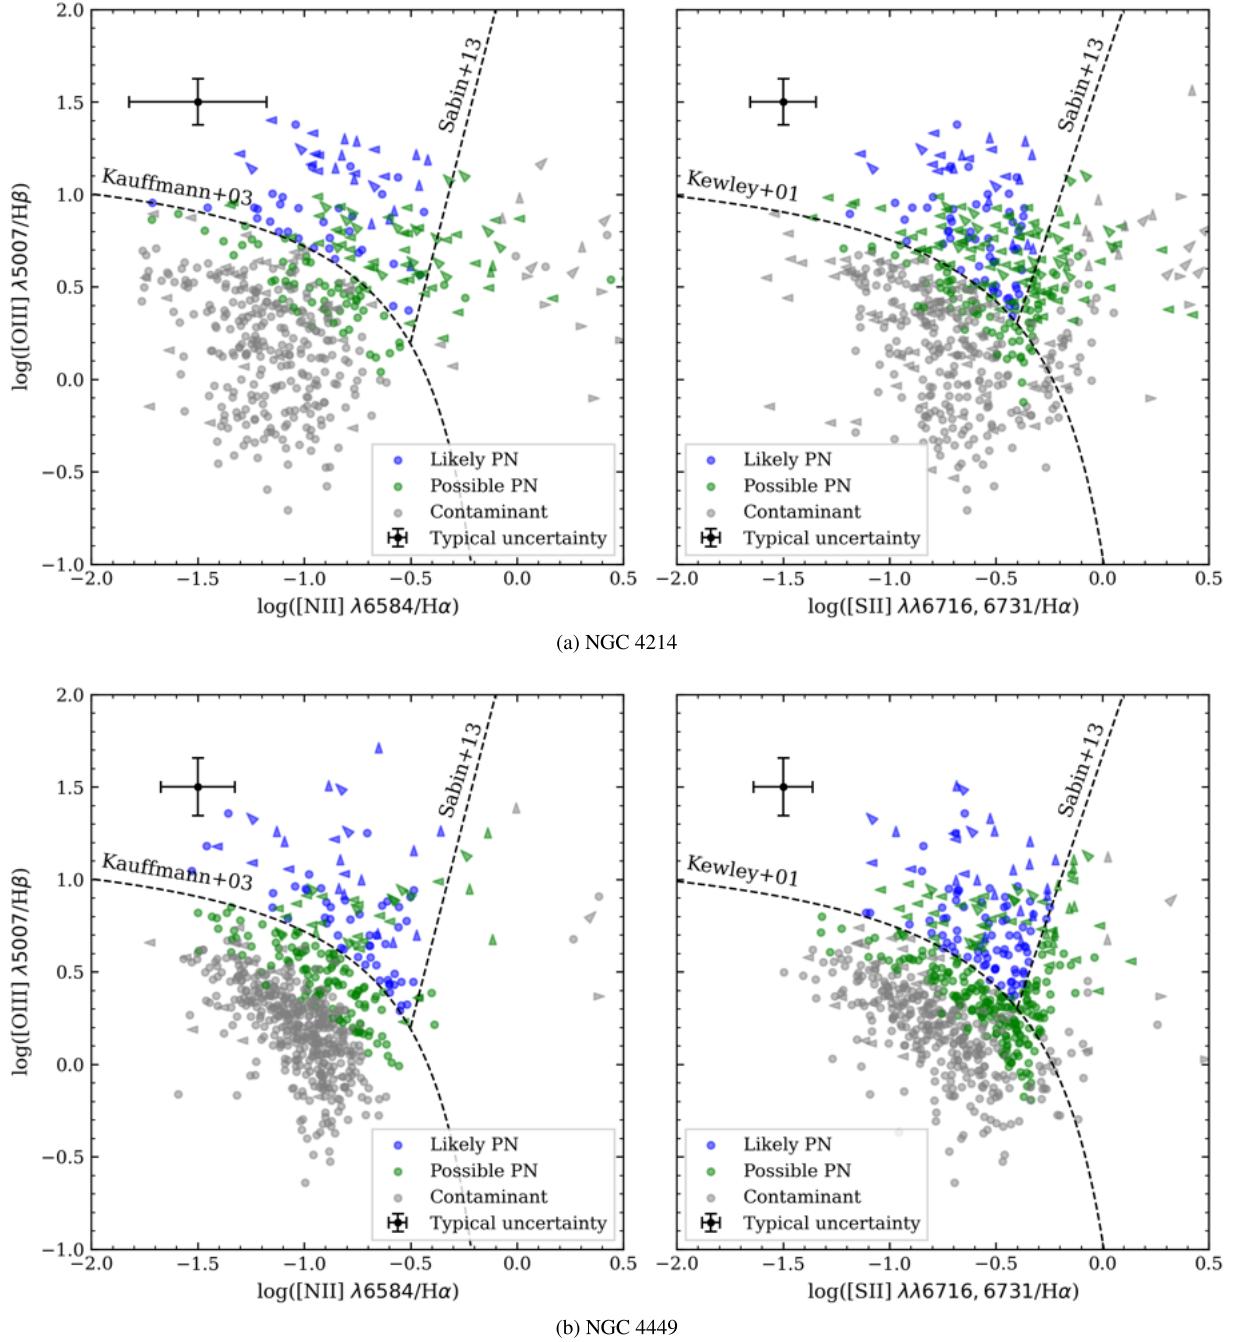 2.0
1.5
1.0
0.5
0.0
−0.5
−1.0
log([OIII] λ5007/Hβ)
Kauffmann+03
Sabin+13
Likely PN
Possible PN
Contaminant
Typical uncertainty
−2.0 −1.5 −1.0 −0.5 0.0 0.5
log([NII] λ6584/Hα)
Kewley+01
Sabin+13
Likely PN
Possible PN
Contaminant
Typical uncertainty
−2.0 −1.5 −1.0 −0.5 0.0 0.5
log([SII] λλ6716, 6731/Hα)
(a) NGC 4214
2.0
1.5
1.0
0.5
0.0
−0.5
−1.0
log([OIII] λ5007/Hβ)
Kauffmann+03
Sabin+13
Likely PN
Possible PN
Contaminant
Typical uncertainty
−2.0 −1.5 −1.0 −0.5 0.0 0.5
log([NII] λ6584/Hα)
Kewley+01
Sabin+13
Likely PN
Possible PN
Contaminant
Typical uncertainty
−2.0 −1.5 −1.0 −0.5 0.0 0.5
log([SII] λλ6716, 6731/Hα)
(b) NGC 4449